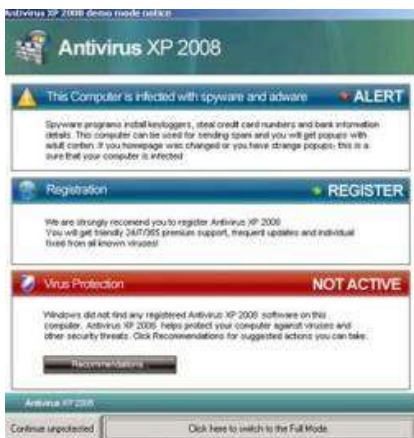 Antivirus XP 2008 demo mode notice
Antivirus XP 2008
This Computer is infected with spyware and adware
ALERT
Spyware programs install keyloggers, steal credit card numbers and bank information
details. This computer can be used for sending spam and you will get popups with
adult conten. If you homepage was changed or you have strange popups: this is a
sure that your computer is infected
Registration
REGISTER
We are strongly recomend you to register Antivirus XP 2008
You will get friendly 24/7/365 premium support, frequent updates and individual
fixed from all known viruses!
Virus Protection
NOT ACTIVE
Windows did not find any registered Antivirus XP 2008 software on this
computer. Antivirus XP 2008 helps protect your computer against viruses and
other security threats. Click Recommendations for suggested actions you can take.
Recommendations
Antivirus XP 2008
Continue unprotected
Click here to switch to the Full Mode.